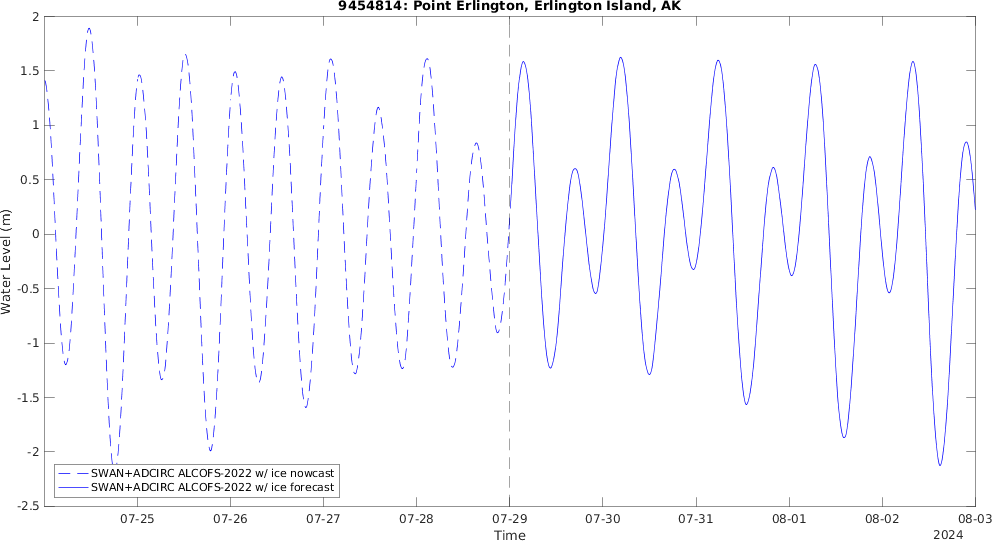 9454814: Point Erlington, Erlington Island, AK
2
1.5
1
0.5
0
-0.5
-1
-1.5
-2
-2.5
Water Level (m)
SWAN+ADCIRC ALCOFS-2022 w/ ice nowcast
SWAN+ADCIRC ALCOFS-2022 w/ ice forecast
07-25 07-26 07-27 07-28 07-29 07-30 07-31 08-01 08-02 08-03
Time
2024